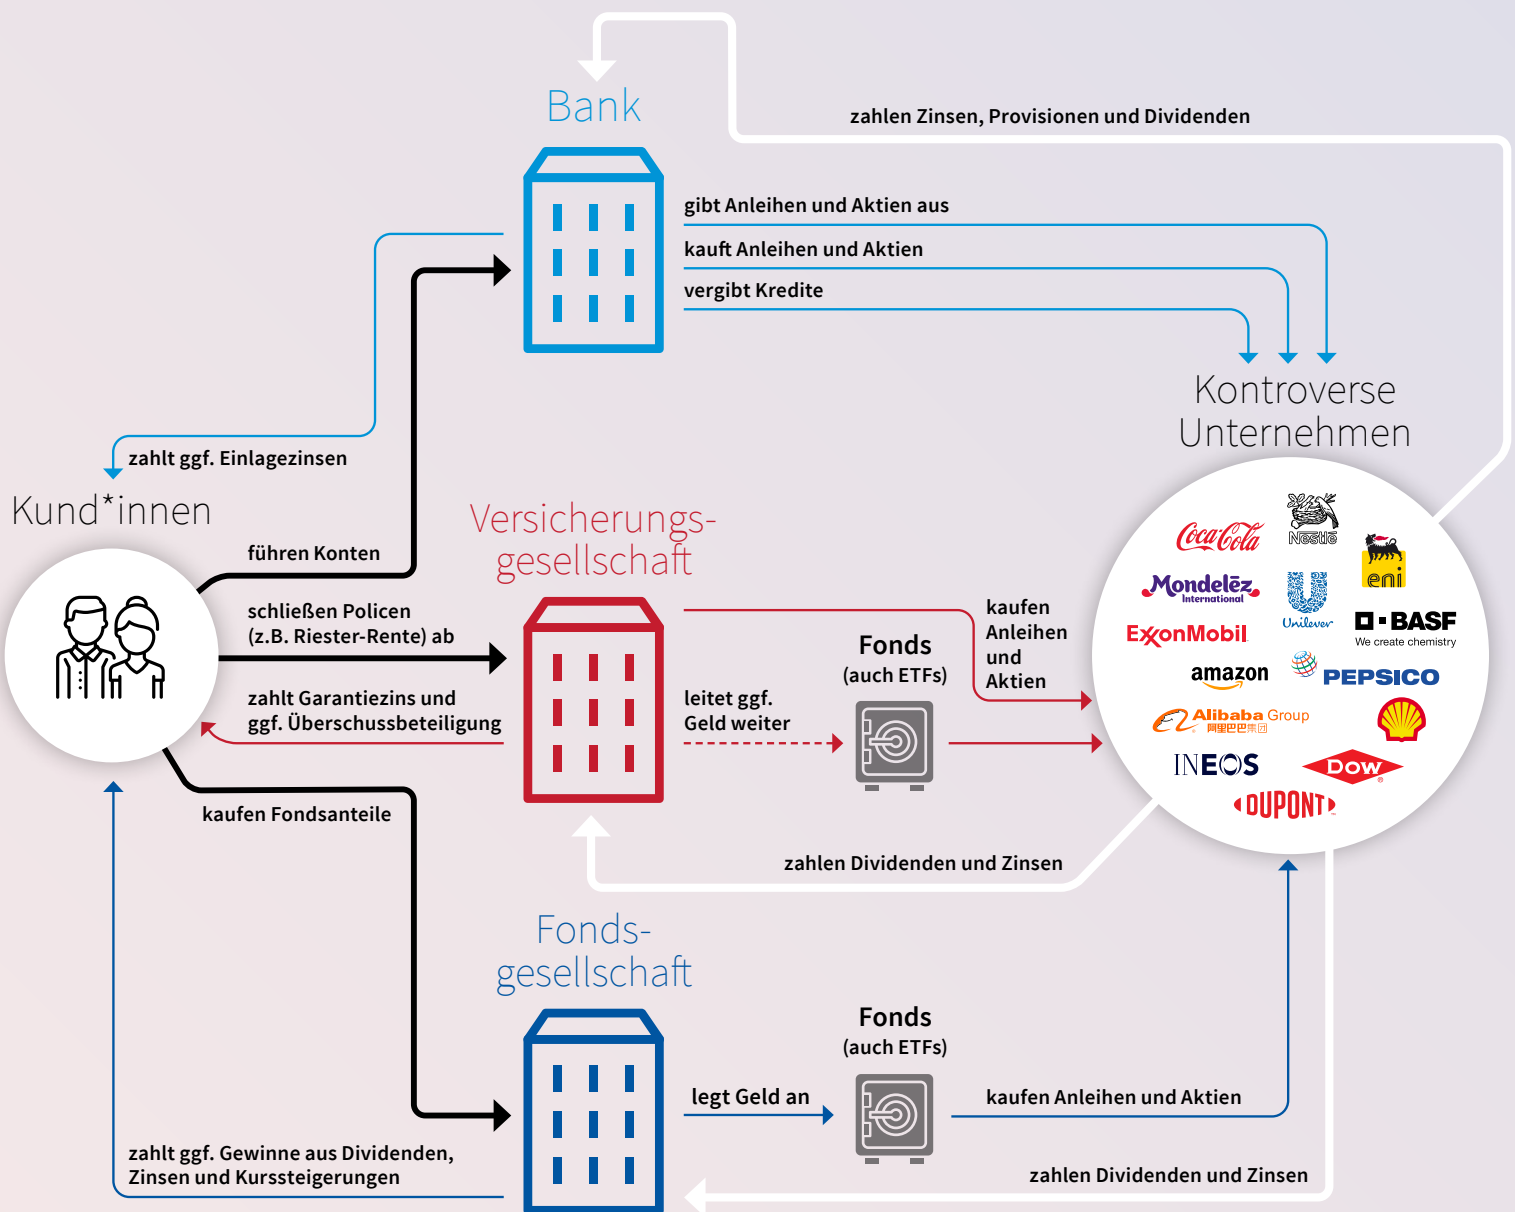 Bank
zahlen Zinsen, Provisionen und Dividenden
gibt Anleihen und Aktien aus
kauft Anleihen und Aktien
vergibt Kredite
Kontroverse
Unternehmen
zahlt ggf. Einlagezinsen
Kund*innen
führen Konten
schließen Policen
(z.B. Riester-Rente) ab
zahlt Garantiezins und
ggf. Überschussbeteiligung
kaufen Fondsanteile
Versicherungs-
gesellschaft
leitet ggf.
Geld weiter
Fonds
(auch ETFs)
kaufen
Anleihen
und
Aktien
Coca-Cola
Nestlé
eni
Mondelēz
International
Unilever
BASF
We create chemistry
ExxonMobil
amazon
PEPSICO
Alibaba Group
阿里巴巴集团
INEOS
DOW
®
DUPONT
zahlen Dividenden und Zinsen
Fonds-
gesellschaft
legt Geld an
Fonds
(auch ETFs)
kaufen Anleihen und Aktien
zahlt ggf. Gewinne aus Dividenden,
Zinsen und Kurssteigerungen
zahlen Dividenden und Zinsen